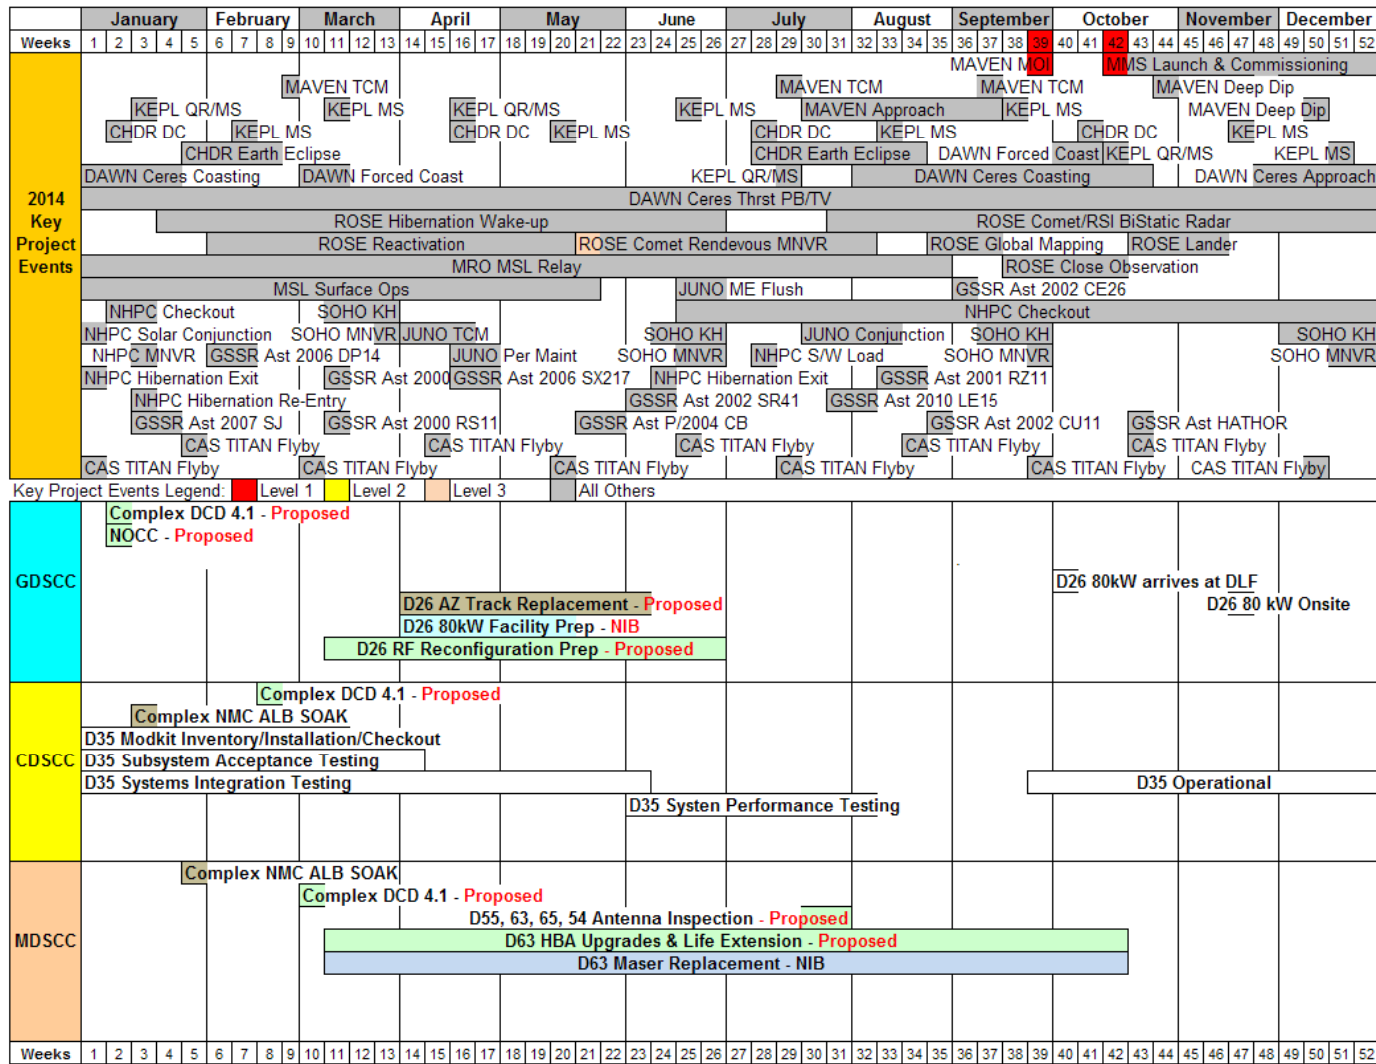 January February March April May June July August September October November December
Weeks 1 2 3 4 5 6 7 8 9 10 11 12 13 14 15 16 17 18 19 20 21 22 23 24 25 26 27 28 29 30 31 32 33 34 35 36 37 38 39 40 41 42 43 44 45 46 47 48 49 50 51 52
2014 Key Project Events
MAVEN MOI MMS Launch & Commissioning
MAVEN TCM MAVEN TCM MAVEN TCM MAVEN Deep Dip
KEPL QR/MS KEPL MS KEPL QR/MS KEPL MS MAVEN Approach KEPL MS MAVEN Deep Dip
CHDR DC KEPL MS CHDR DC KEPL MS CHDR DC KEPL MS CHDR DC KEPL MS
CHDR Earth Eclipse CHDR Earth Eclipse DAWN Forced Coast KEPL QR/MS KEPL MS
DAWN Ceres Coasting DAWN Forced Coast KEPL QR/MS DAWN Ceres Coasting DAWN Ceres Approach
DAWN Ceres Thrst PB/TV
ROSE Hibernation Wake-up ROSE Comet/RSI BiStatic Radar
ROSE Reactivation ROSE Comet Rendevous MNVR ROSE Global Mapping ROSE Lander
MRO MSL Relay ROSE Close Observation
MSL Surface Ops JUNO ME Flush GSSR Ast 2002 CE26
NHPC Checkout SOHO KH NHPC Checkout
NHPC Solar Conjunction SOHO MNVR JUNO TCM SOHO KH JUNO Conjunction SOHO KH SOHO KH
NHPC MNVR GSSR Ast 2006 DP14 JUNO Per Maint SOHO MNVR NHPC S/W Load SOHO MNVR SOHO MNVR
NHPC Hibernation Exit GSSR Ast 2000 GSSR Ast 2006 SX217 NHPC Hibernation Exit GSSR Ast 2001 RZ11
NHPC Hibernation Re-Entry GSSR Ast 2002 SR41 GSSR Ast 2010 LE15
GSSR Ast 2007 SJ GSSR Ast 2000 RS11 GSSR Ast P/2004 CB GSSR Ast 2002 CU11 GSSR Ast HATHOR
CAS TITAN Flyby CAS TITAN Flyby CAS TITAN Flyby CAS TITAN Flyby CAS TITAN Flyby
CAS TITAN Flyby CAS TITAN Flyby CAS TITAN Flyby CAS TITAN Flyby CAS TITAN Flyby CAS TITAN Flyby
Key Project Events Legend: Level 1 Level 2 Level 3 All Others
GDSCC
Complex DCD 4.1 - Proposed
NOCC - Proposed
D26 80kW arrives at DLF
D26 AZ Track Replacement - Proposed D26 80 kW Onsite
D26 80kW Facility Prep - NIB
D26 RF Reconfiguration Prep - Proposed
CDSCC
Complex DCD 4.1 - Proposed
Complex NMC ALB SOAK
D35 Modkit Inventory/Installation/Checkout
D35 Subsystem Acceptance Testing
D35 Systems Integration Testing D35 Operational
D35 Systen Performance Testing
MDSCC
Complex NMC ALB SOAK
Complex DCD 4.1 - Proposed
D55, 63, 65, 54 Antenna Inspection - Proposed
D63 HBA Upgrades & Life Extension - Proposed
D63 Maser Replacement - NIB
Weeks 1 2 3 4 5 6 7 8 9 10 11 12 13 14 15 16 17 18 19 20 21 22 23 24 25 26 27 28 29 30 31 32 33 34 35 36 37 38 39 40 41 42 43 44 45 46 47 48 49 50 51 52